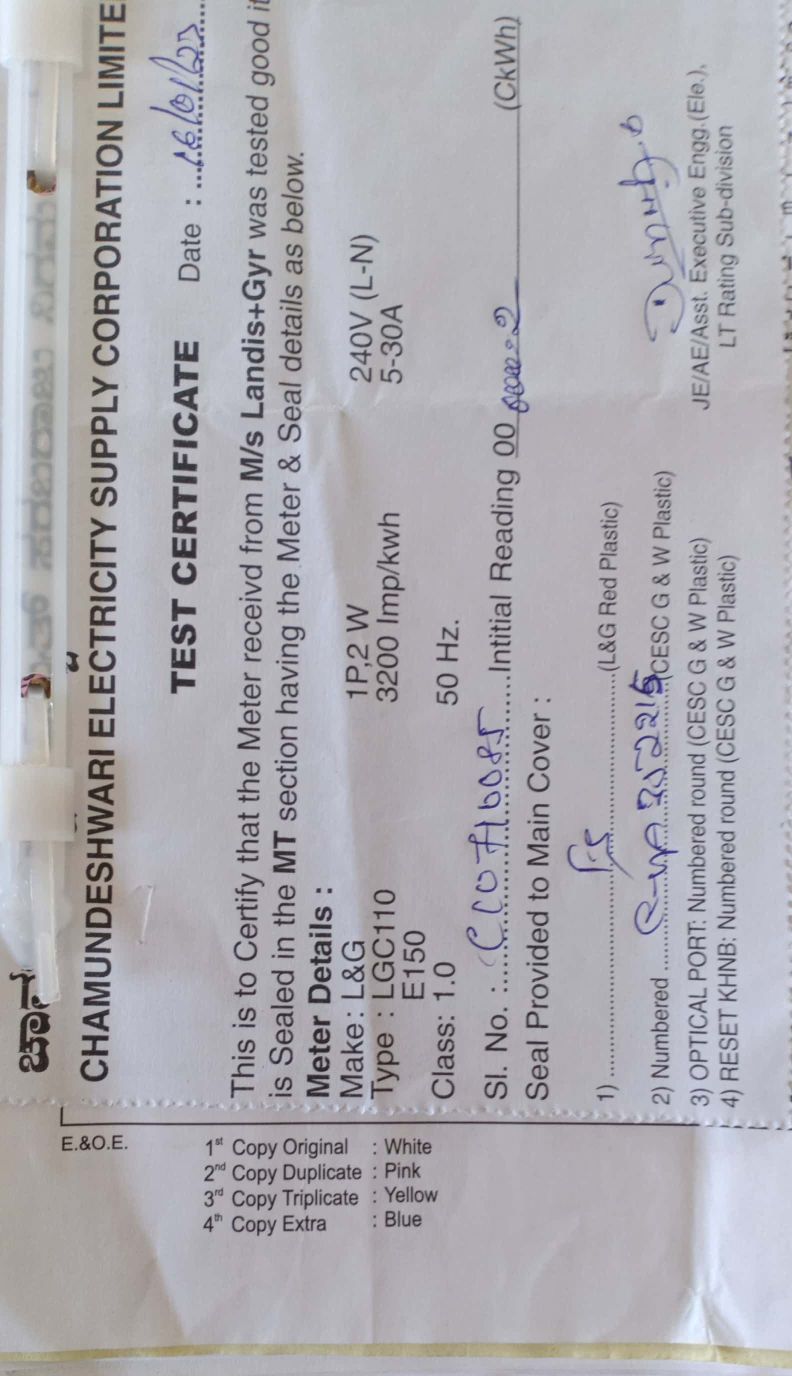 CHAMUNDESHWARI ELECTRICITY SUPPLY CORPORATION LIMITE
TEST CERTIFICATE Date : 16/01/23
This is to Certify that the Meter receivd from M/s Landis+Gyr was tested good it
is Sealed in the MT section having the Meter & Seal details as below.
Meter Details :
Make: L&G 1P,2 W 240V (L-N)
Type : LGC110 3200 Imp/kwh 5-30A
E150
Class: 1.0 50 Hz.
Sl. No. : Intitial Reading 00 (CkWh)
Seal Provided to Main Cover :
1) (L&G Red Plastic)
2) Numbered (CESC G & W Plastic)
3) OPTICAL PORT: Numbered round (CESC G & W Plastic)
4) RESET KHNB: Numbered round (CESC G & W Plastic)
JE/AE/Asst. Executive Engg.(Ele.),
LT Rating Sub-division
E.&O.E.
1st Copy Original : White
2nd Copy Duplicate : Pink
3rd Copy Triplicate : Yellow
4th Copy Extra : Blue